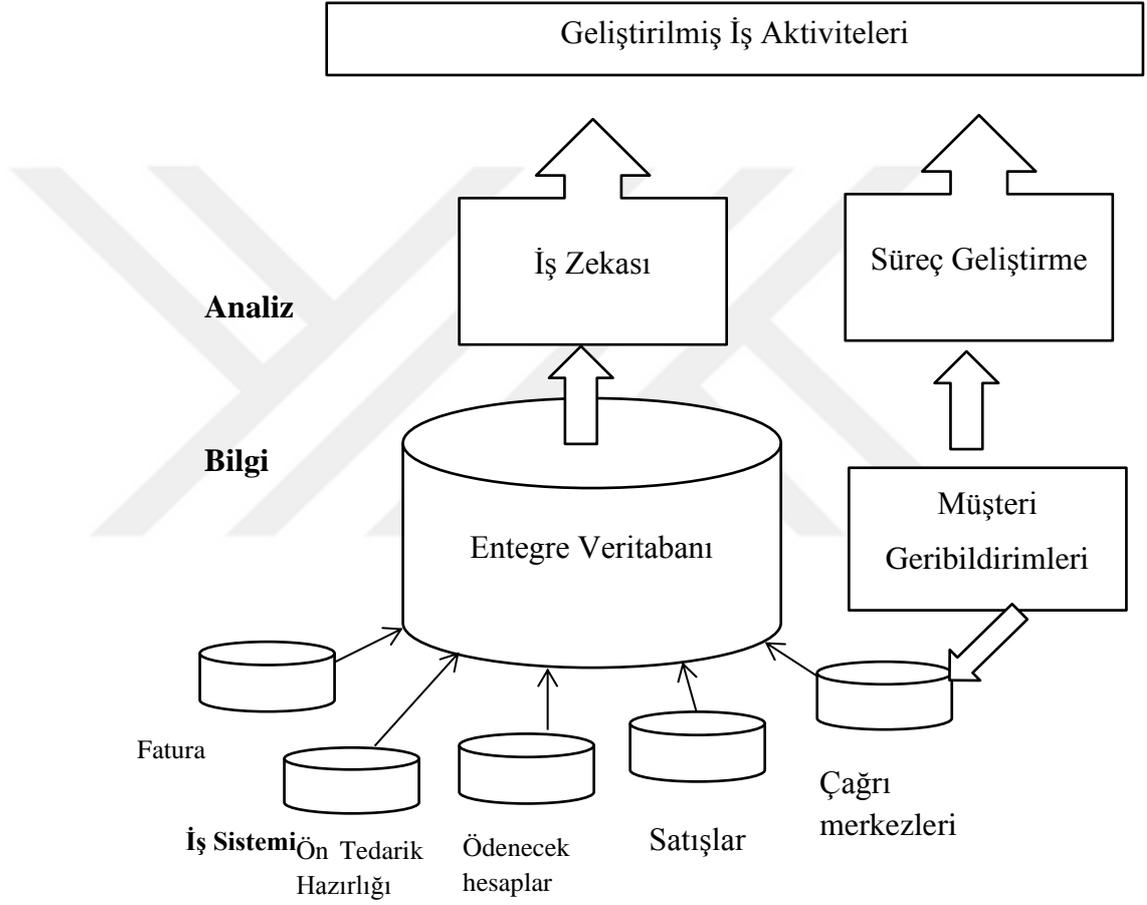 Geliştirilmiş İş Aktiviteleri
İş Zekası
Süreç Geliştirme
Analiz
Bilgi
Entegre Veritabanı
Müşteri
Geribildirimleri
Fatura
İş Sistemi
Ön Tedarik
Hazırlığı
Ödenecek
hesaplar
Satışlar
Çağrı
merkezleri